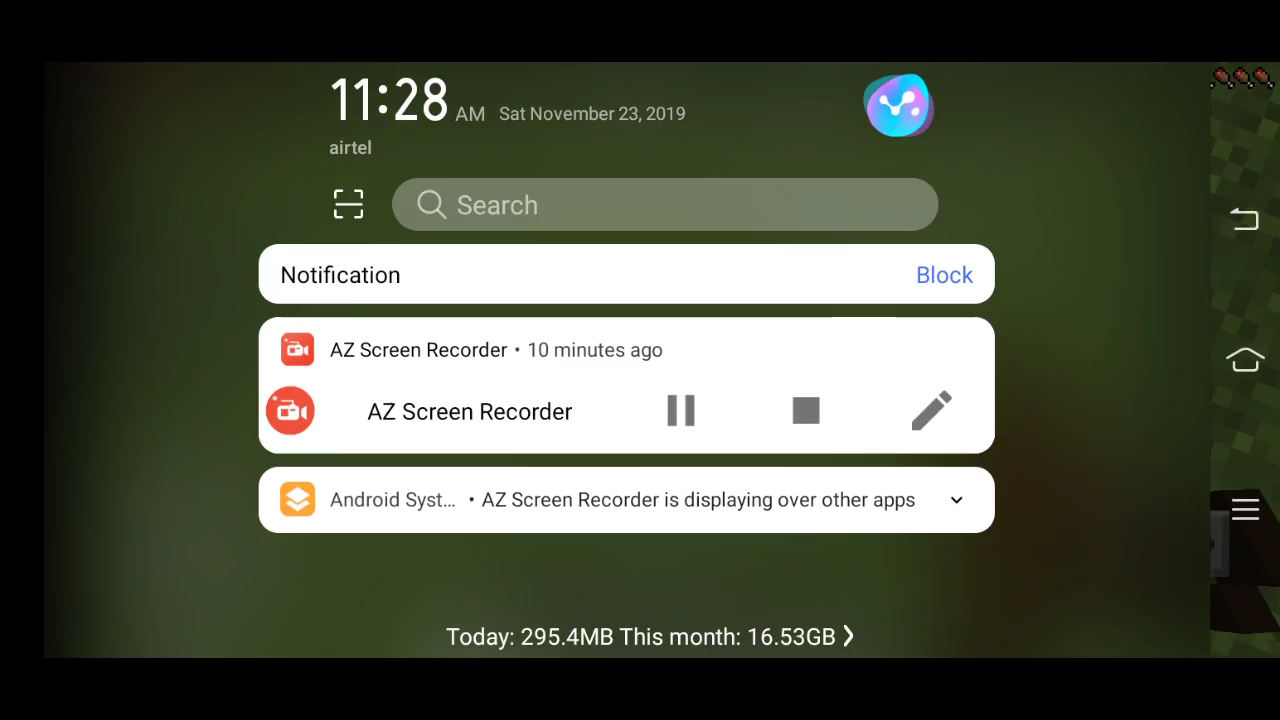 11:28 AM Sat November 23, 2019
airtel
Search
Notification Block
AZ Screen Recorder • 10 minutes ago
AZ Screen Recorder
Android Syst... • AZ Screen Recorder is displaying over other apps
Today: 295.4MB This month: 16.53GB